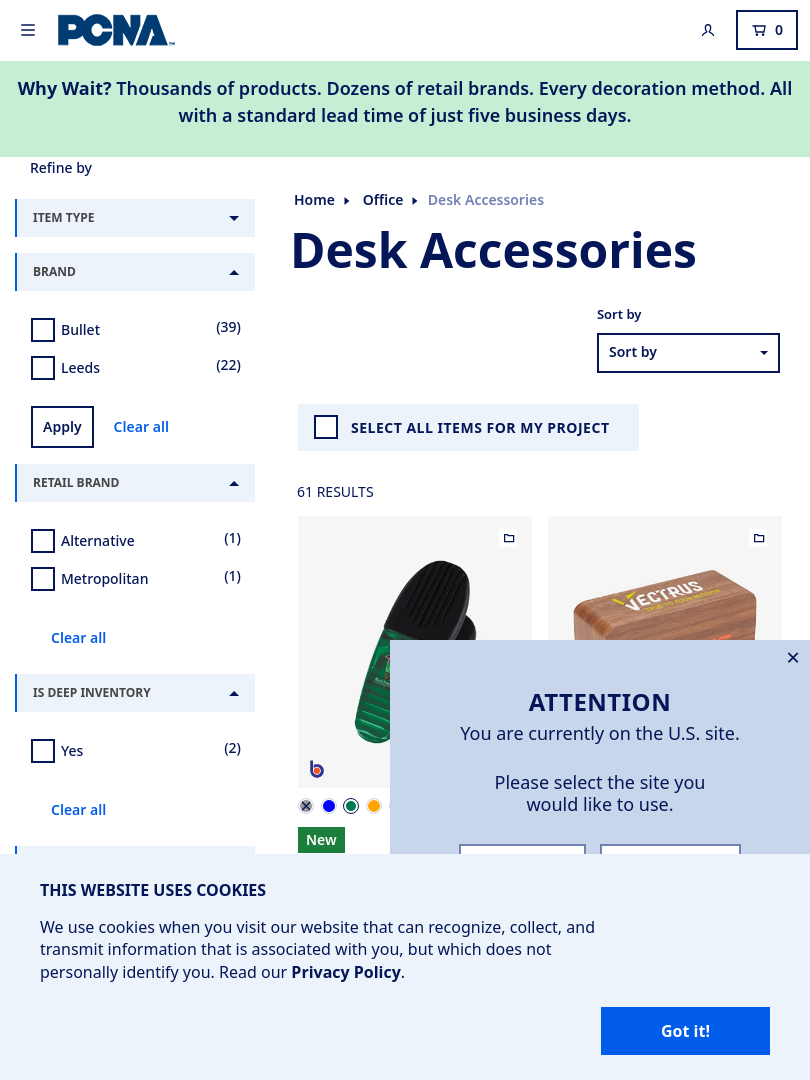 PCNA
0
Why Wait? Thousands of products. Dozens of retail brands. Every decoration method. All
with a standard lead time of just five business days.
Refine by
ITEM TYPE
BRAND
Bullet (39)
Leeds (22)
Apply Clear all
RETAIL BRAND
Alternative (1)
Metropolitan (1)
Clear all
IS DEEP INVENTORY
Yes (2)
Clear all
Home Office Desk Accessories
Desk Accessories
Sort by
Sort by
SELECT ALL ITEMS FOR MY PROJECT
61 RESULTS
VECTRUS
b
New
ATTENTION
You are currently on the U.S. site.
Please select the site you
would like to use.
THIS WEBSITE USES COOKIES
We use cookies when you visit our website that can recognize, collect, and
transmit information that is associated with you, but which does not
personally identify you. Read our Privacy Policy.
Got it!